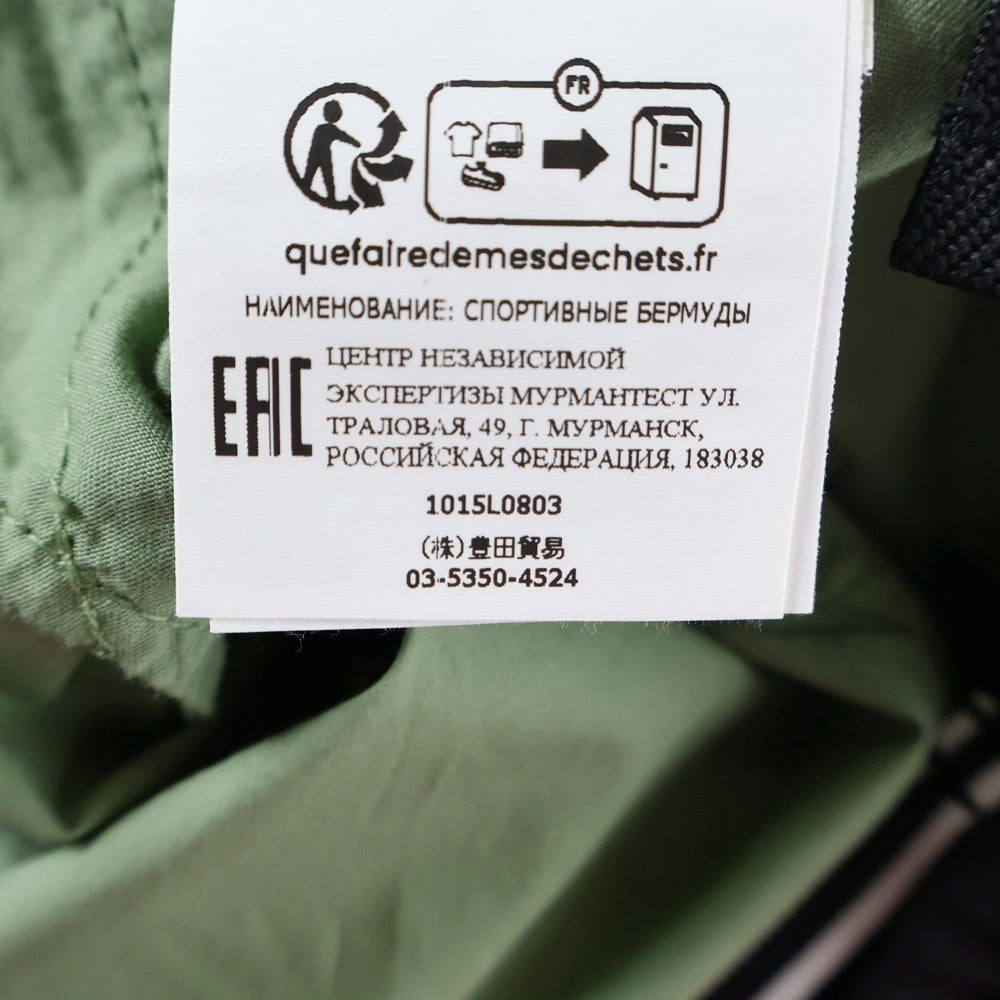 FR
quefairedemesdechets.fr
НАИМЕНОВАНИЕ: СПОРТИВНЫЕ БЕРМУДЫ
EAC
ЦЕНТР НЕЗАВИСИМОЙ
ЭКСПЕРТИЗЫ МУРМАНТЕСТ УЛ.
ТРАЛОВАЯ, 49, Г. МУРМАНСК,
РОССИЙСКАЯ ФЕДЕРАЦИЯ, 183038
1015L0803
(株)豊田貿易
03-5350-4524